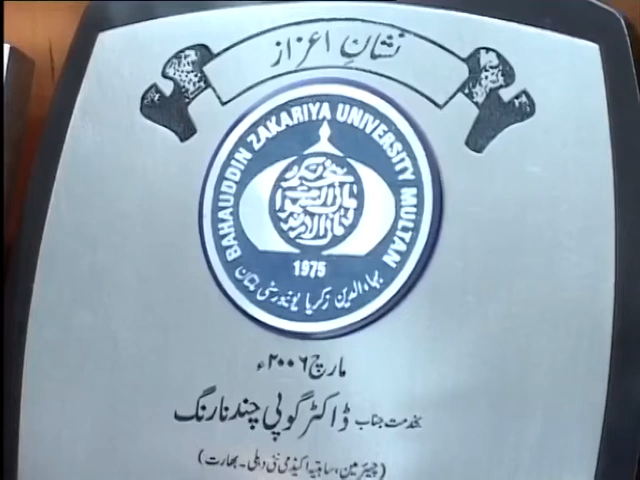 نشانِ اعزاز
BAHAUDDIN ZAKARIYA UNIVERSITY MULTAN
1975
بہاء الدین زکریا یونیورسٹی ملتان
مارچ ۲۰۰۶ء
بخدمت جناب ڈاکٹر گوپی چند نارنگ
(چیئرمین، ساہتیہ اکیڈمی نئی دہلی۔ بھارت)